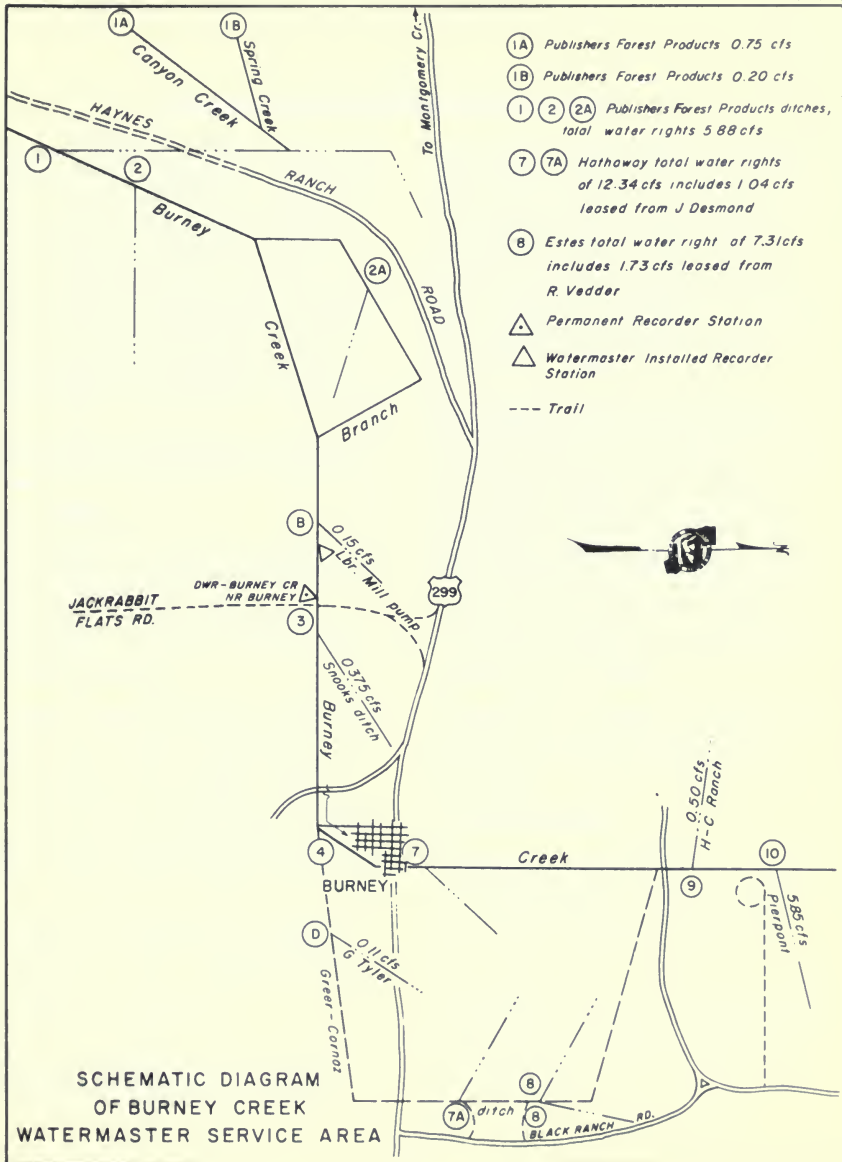 1A
1B
To Montgomery Cr.
Canyon Creek
Spring Creek
HAYNES
RANCH
ROAD
1
2
Burney
Creek
2A
Branch
1A Publishers Forest Products 0.75 cfs
1B Publishers Forest Products 0.20 cfs
1 2 2A Publishers Forest Products ditches,
total water rights 5.88 cfs
7 7A Hathaway total water rights
of 12.34 cfs includes 1.04 cfs
leased from J Desmond
8 Estes total water right of 7.31cfs
includes 1.73 cfs leased from
R. Vedder
Permanent Recorder Station
Watermaster Installed Recorder
Station
Trail
B
0.15 cfs
Lbr. Mill pump
DWR-BURNEY CR
NR BURNEY
JACKRABBIT
FLATS RD.
299
3
0.375 cfs
Snooks ditch
Burney
4
BURNEY
7
Creek
0.50 cfs
H-C Ranch
9
10
5.85 cfs
Pierpont
D
0.11 cfs
G Tyler
Greer-Cornaz
8
7A
ditch
8
BLACK RANCH RD.
SCHEMATIC DIAGRAM
OF BURNEY CREEK
WATERMASTER SERVICE AREA